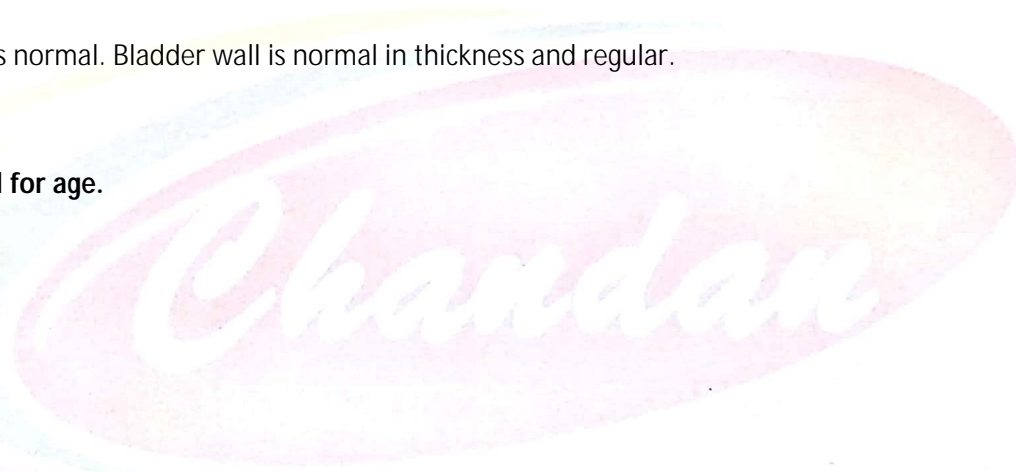 s normal. Bladder wall is normal in thickness and regular.
l for age.
Chandan